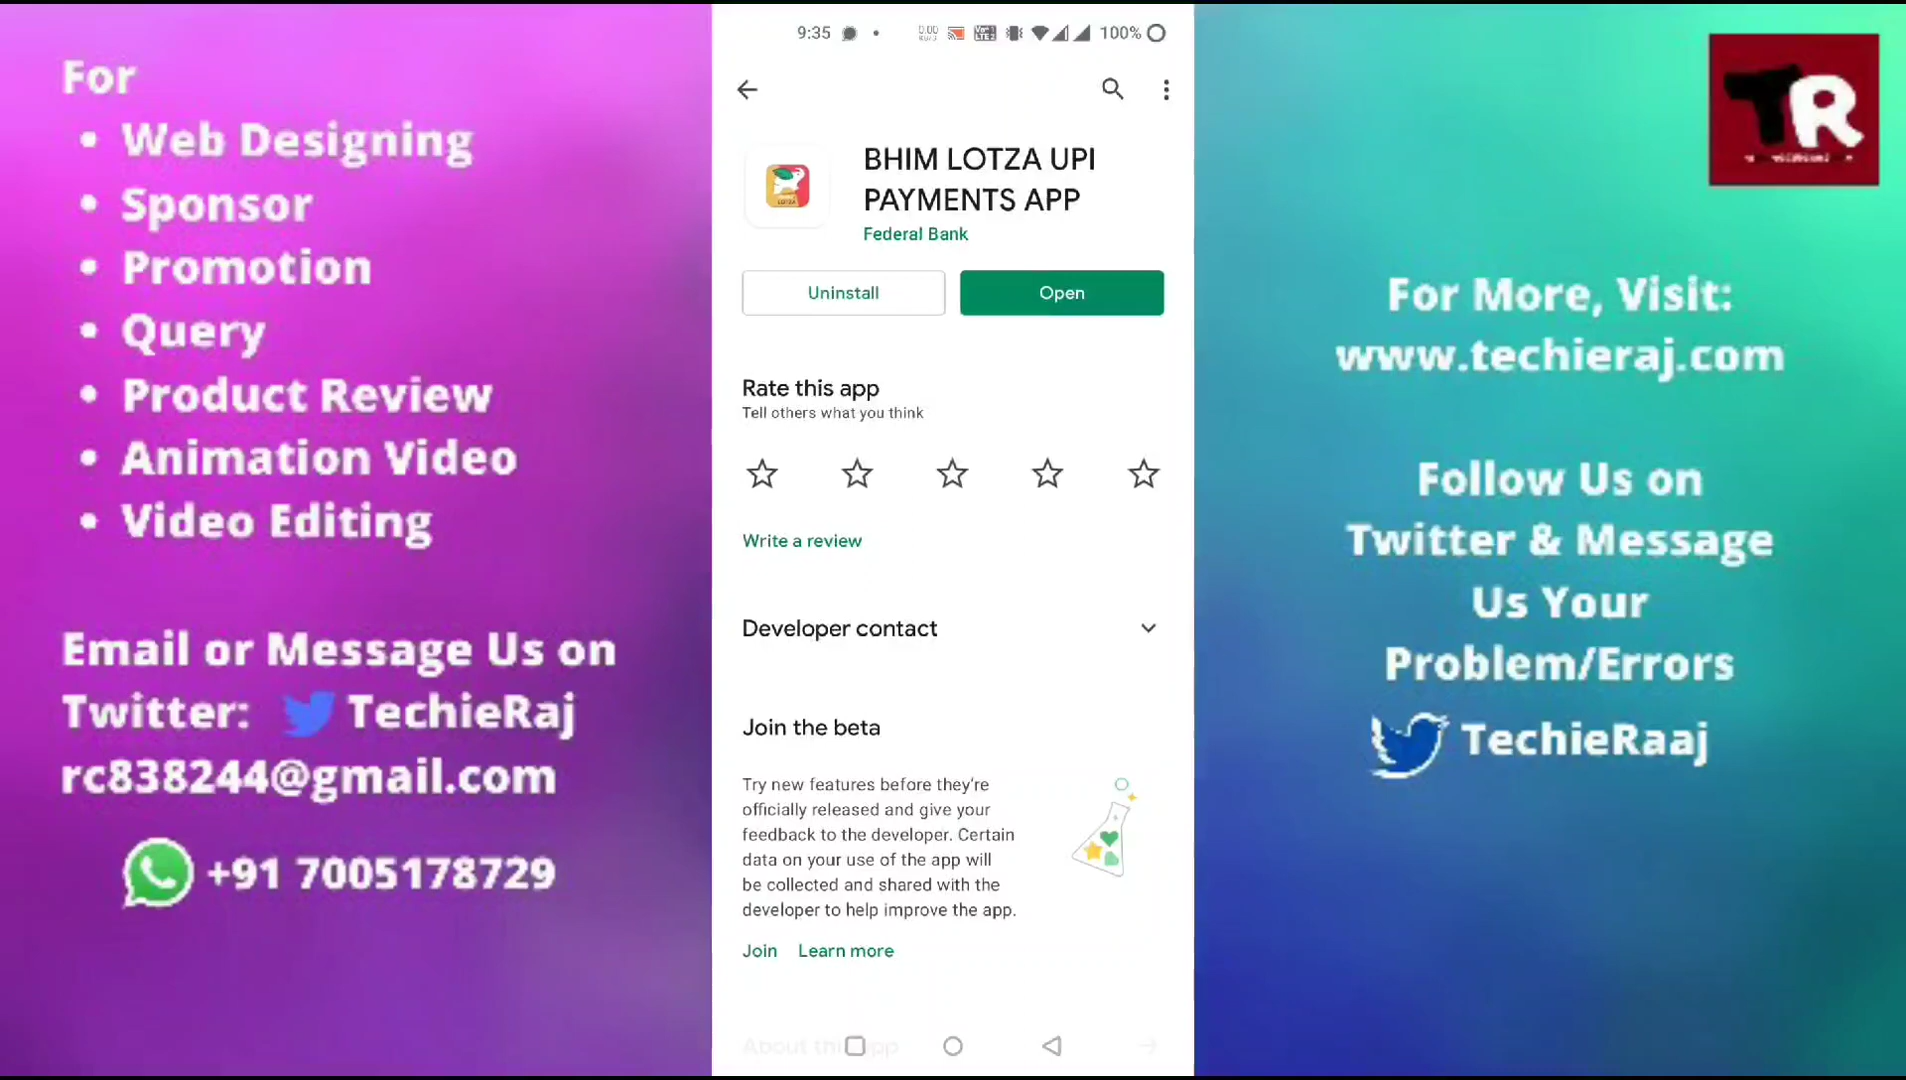 For
• Web Designing
• Sponsor
• Promotion
• Query
• Product Review
• Animation Video
• Video Editing
Email or Message Us on
Twitter: TechieRaj
rc838244@gmail.com
+91 7005178729
9:35
0.00
100%
BHIM LOTZA UPI
PAYMENTS APP
Federal Bank
Uninstall
Open
Rate this app
Tell others what you think
Write a review
Developer contact
Join the beta
Try new features before they're
officially released and give your
feedback to the developer. Certain
data on your use of the app will
be collected and shared with the
developer to help improve the app.
Join Learn more
TR
For More, Visit:
www.techieraj.com
Follow Us on
Twitter & Message
Us Your
Problem/Errors
TechieRaaj